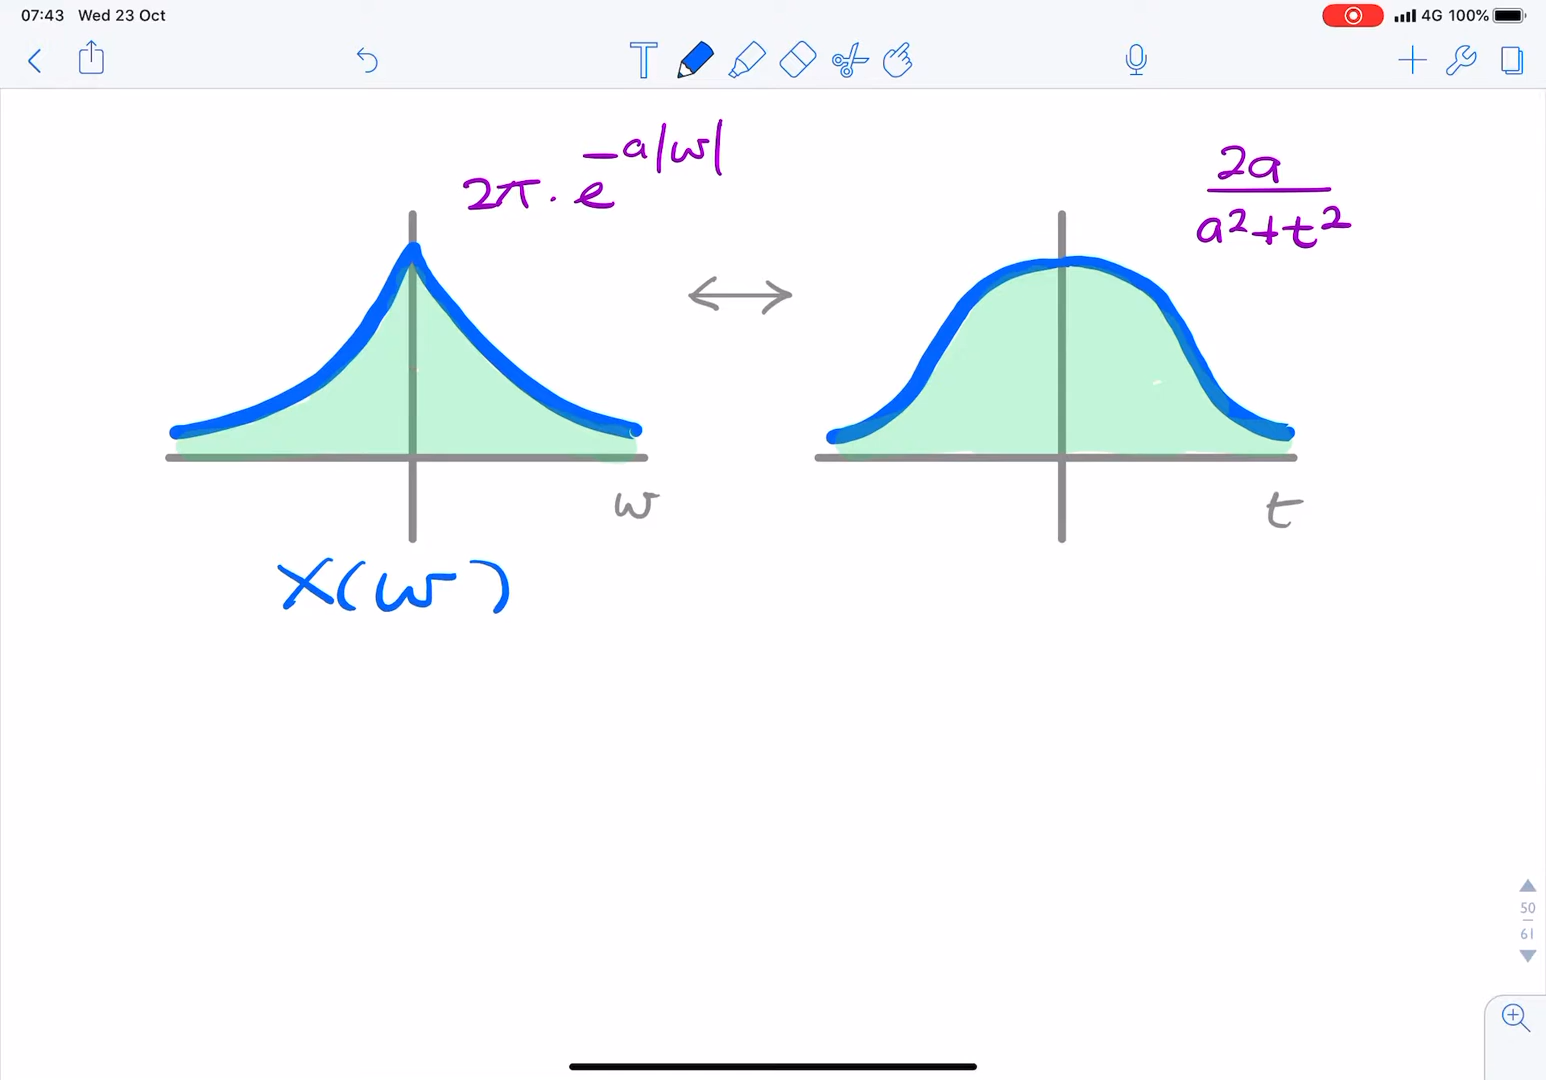 07:43 Wed 23 Oct
4G 100%
T
2π · e^{-a|w|}
2a
a²+t²
w
t
X(w)
50
61